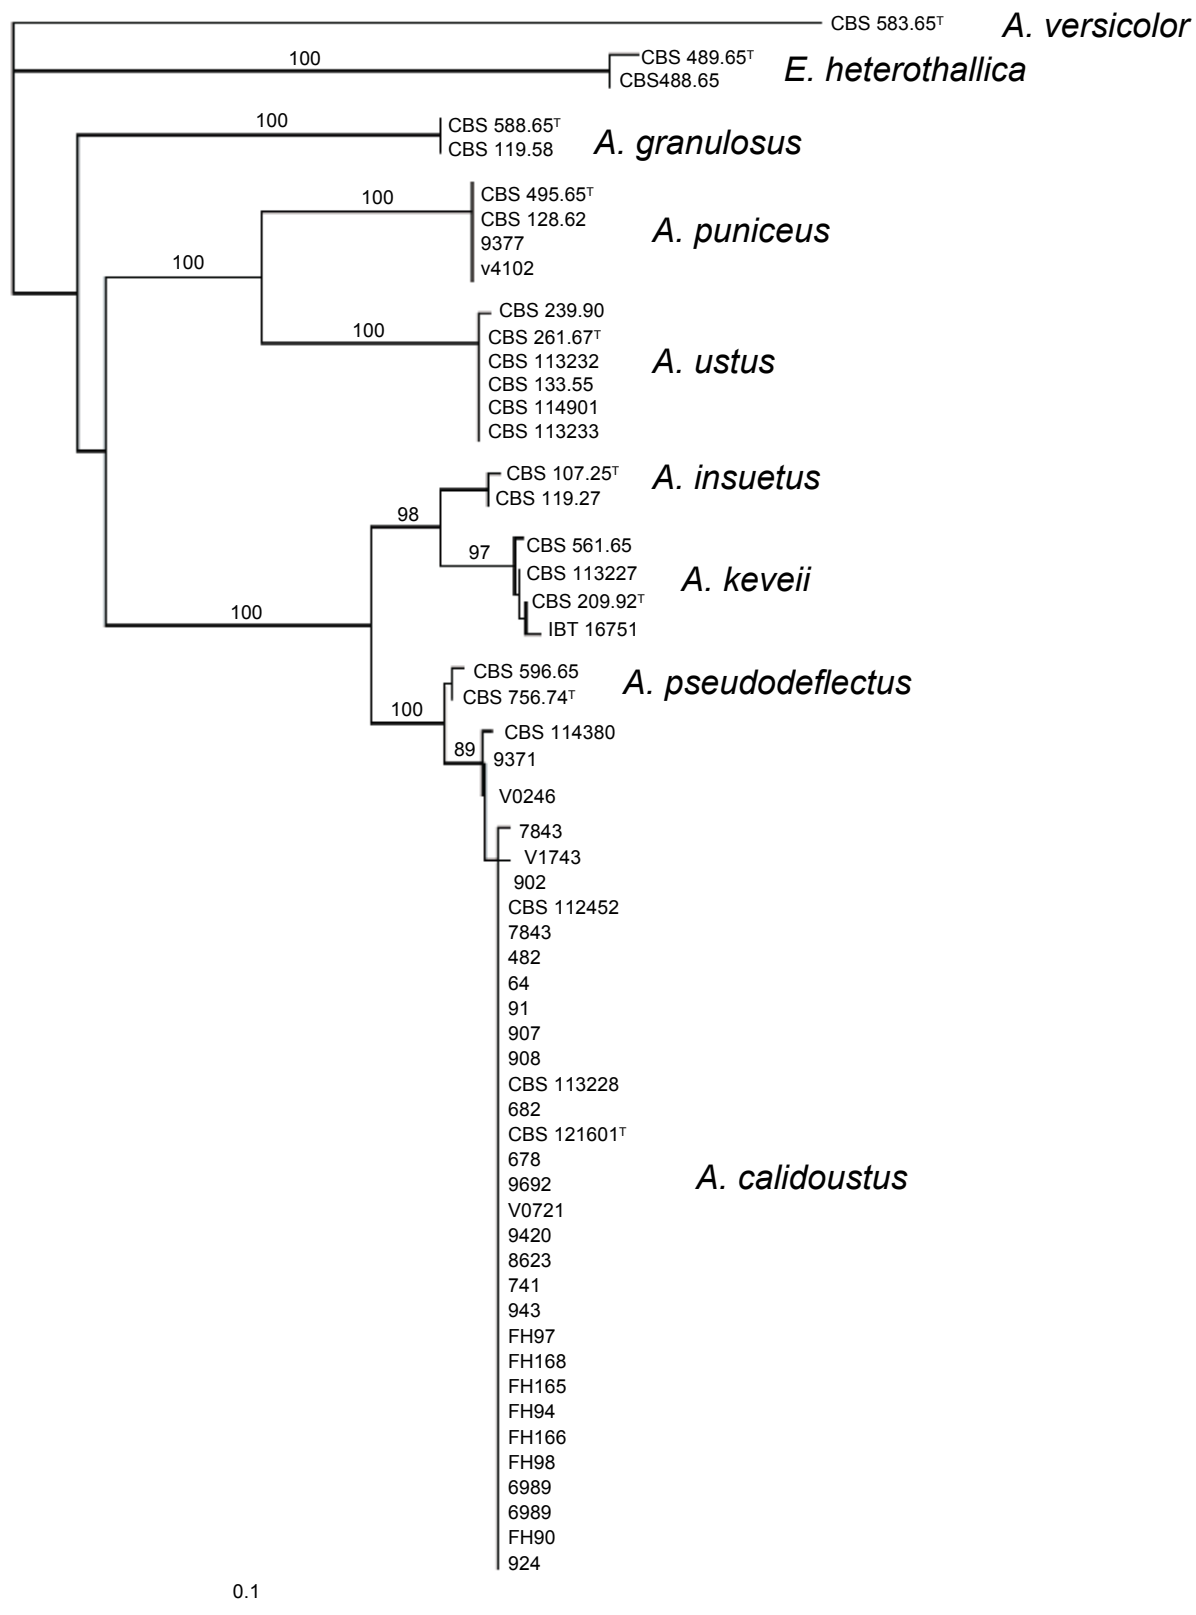 CBS 583.65ᵀ A. versicolor
100
CBS 489.65ᵀ
E. heterothallica
CBS488.65
100
CBS 588.65ᵀ
A. granulosus
CBS 119.58
100
CBS 495.65ᵀ
CBS 128.62
A. puniceus
9377
v4102
100
CBS 239.90
100
CBS 261.67ᵀ
CBS 113232
A. ustus
CBS 133.55
CBS 114901
CBS 113233
CBS 107.25ᵀ
A. insuetus
CBS 119.27
98
CBS 561.65
97
CBS 113227
A. keveii
CBS 209.92ᵀ
100
IBT 16751
CBS 596.65
A. pseudodeflectus
CBS 756.74ᵀ
100
CBS 114380
89
9371
V0246
7843
V1743
902
CBS 112452
7843
482
64
91
907
908
CBS 113228
682
CBS 121601ᵀ
678
A. calidoustus
9692
V0721
9420
8623
741
943
FH97
FH168
FH165
FH94
FH166
FH98
6989
6989
FH90
924
0.1